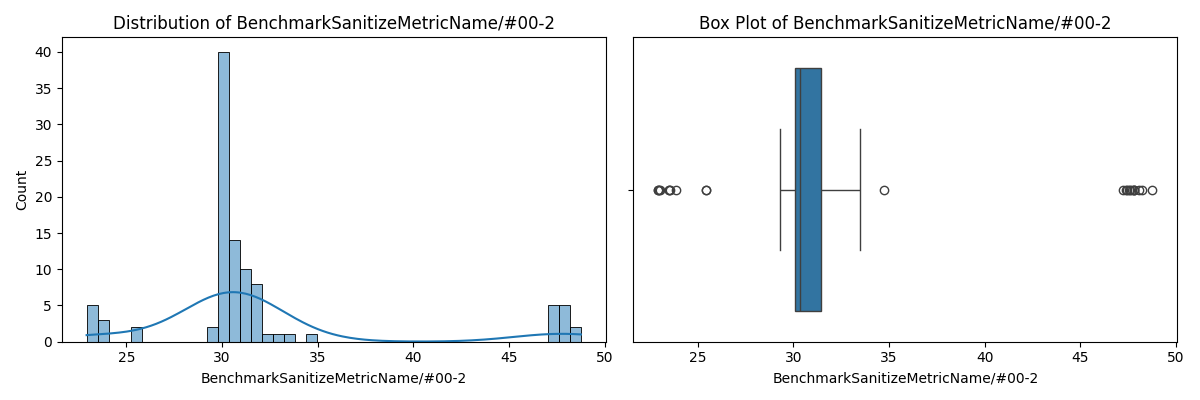 Distribution of BenchmarkSanitizeMetricName/#00-2
Count
40
35
30
25
20
15
10
5
0
25 30 35 40 45 50
BenchmarkSanitizeMetricName/#00-2
Box Plot of BenchmarkSanitizeMetricName/#00-2
25 30 35 40 45 50
BenchmarkSanitizeMetricName/#00-2